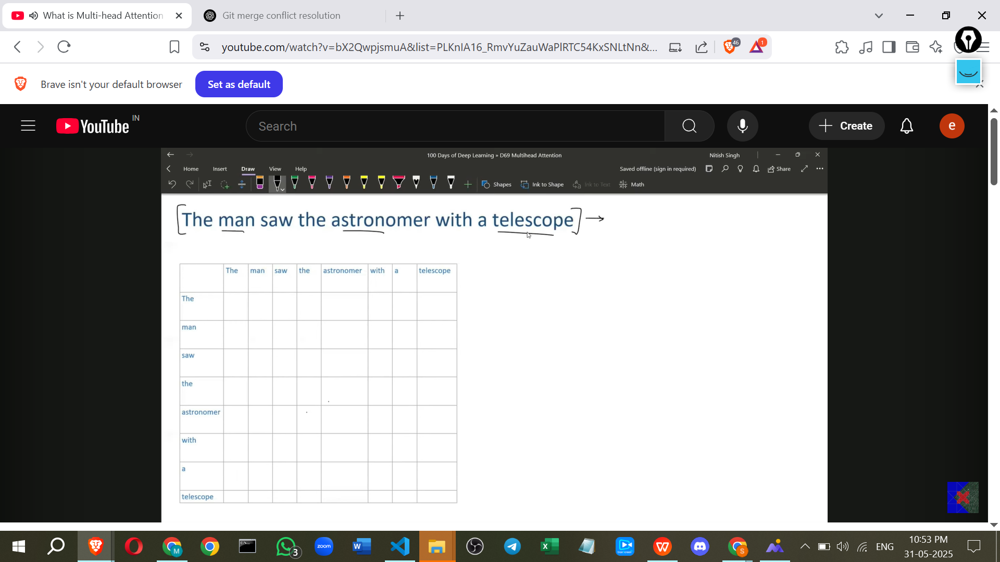 What is Multi-head Attention
Git merge conflict resolution
youtube.com/watch?v=bX2QwpjsmuA&list=PLKnIA16_RmvYuZauWaPlRTC54KxSNLtNn&...
46
1
Brave isn't your default browser
Set as default
YouTube
IN
Search
Create
e
100 Days of Deep Learning » D69 Multihead Attention
Nitish Singh
Home Insert Draw View Help
Saved offline (sign in required)
Share
Shapes
Ink to Shape
Ink to Text
Math
The man saw the astronomer with a telescope
The man saw the astronomer with a telescope
The
man
saw
the
astronomer
with
a
telescope
M
3
zoom
W
X
W
S
ENG
10:53 PM
31-05-2025